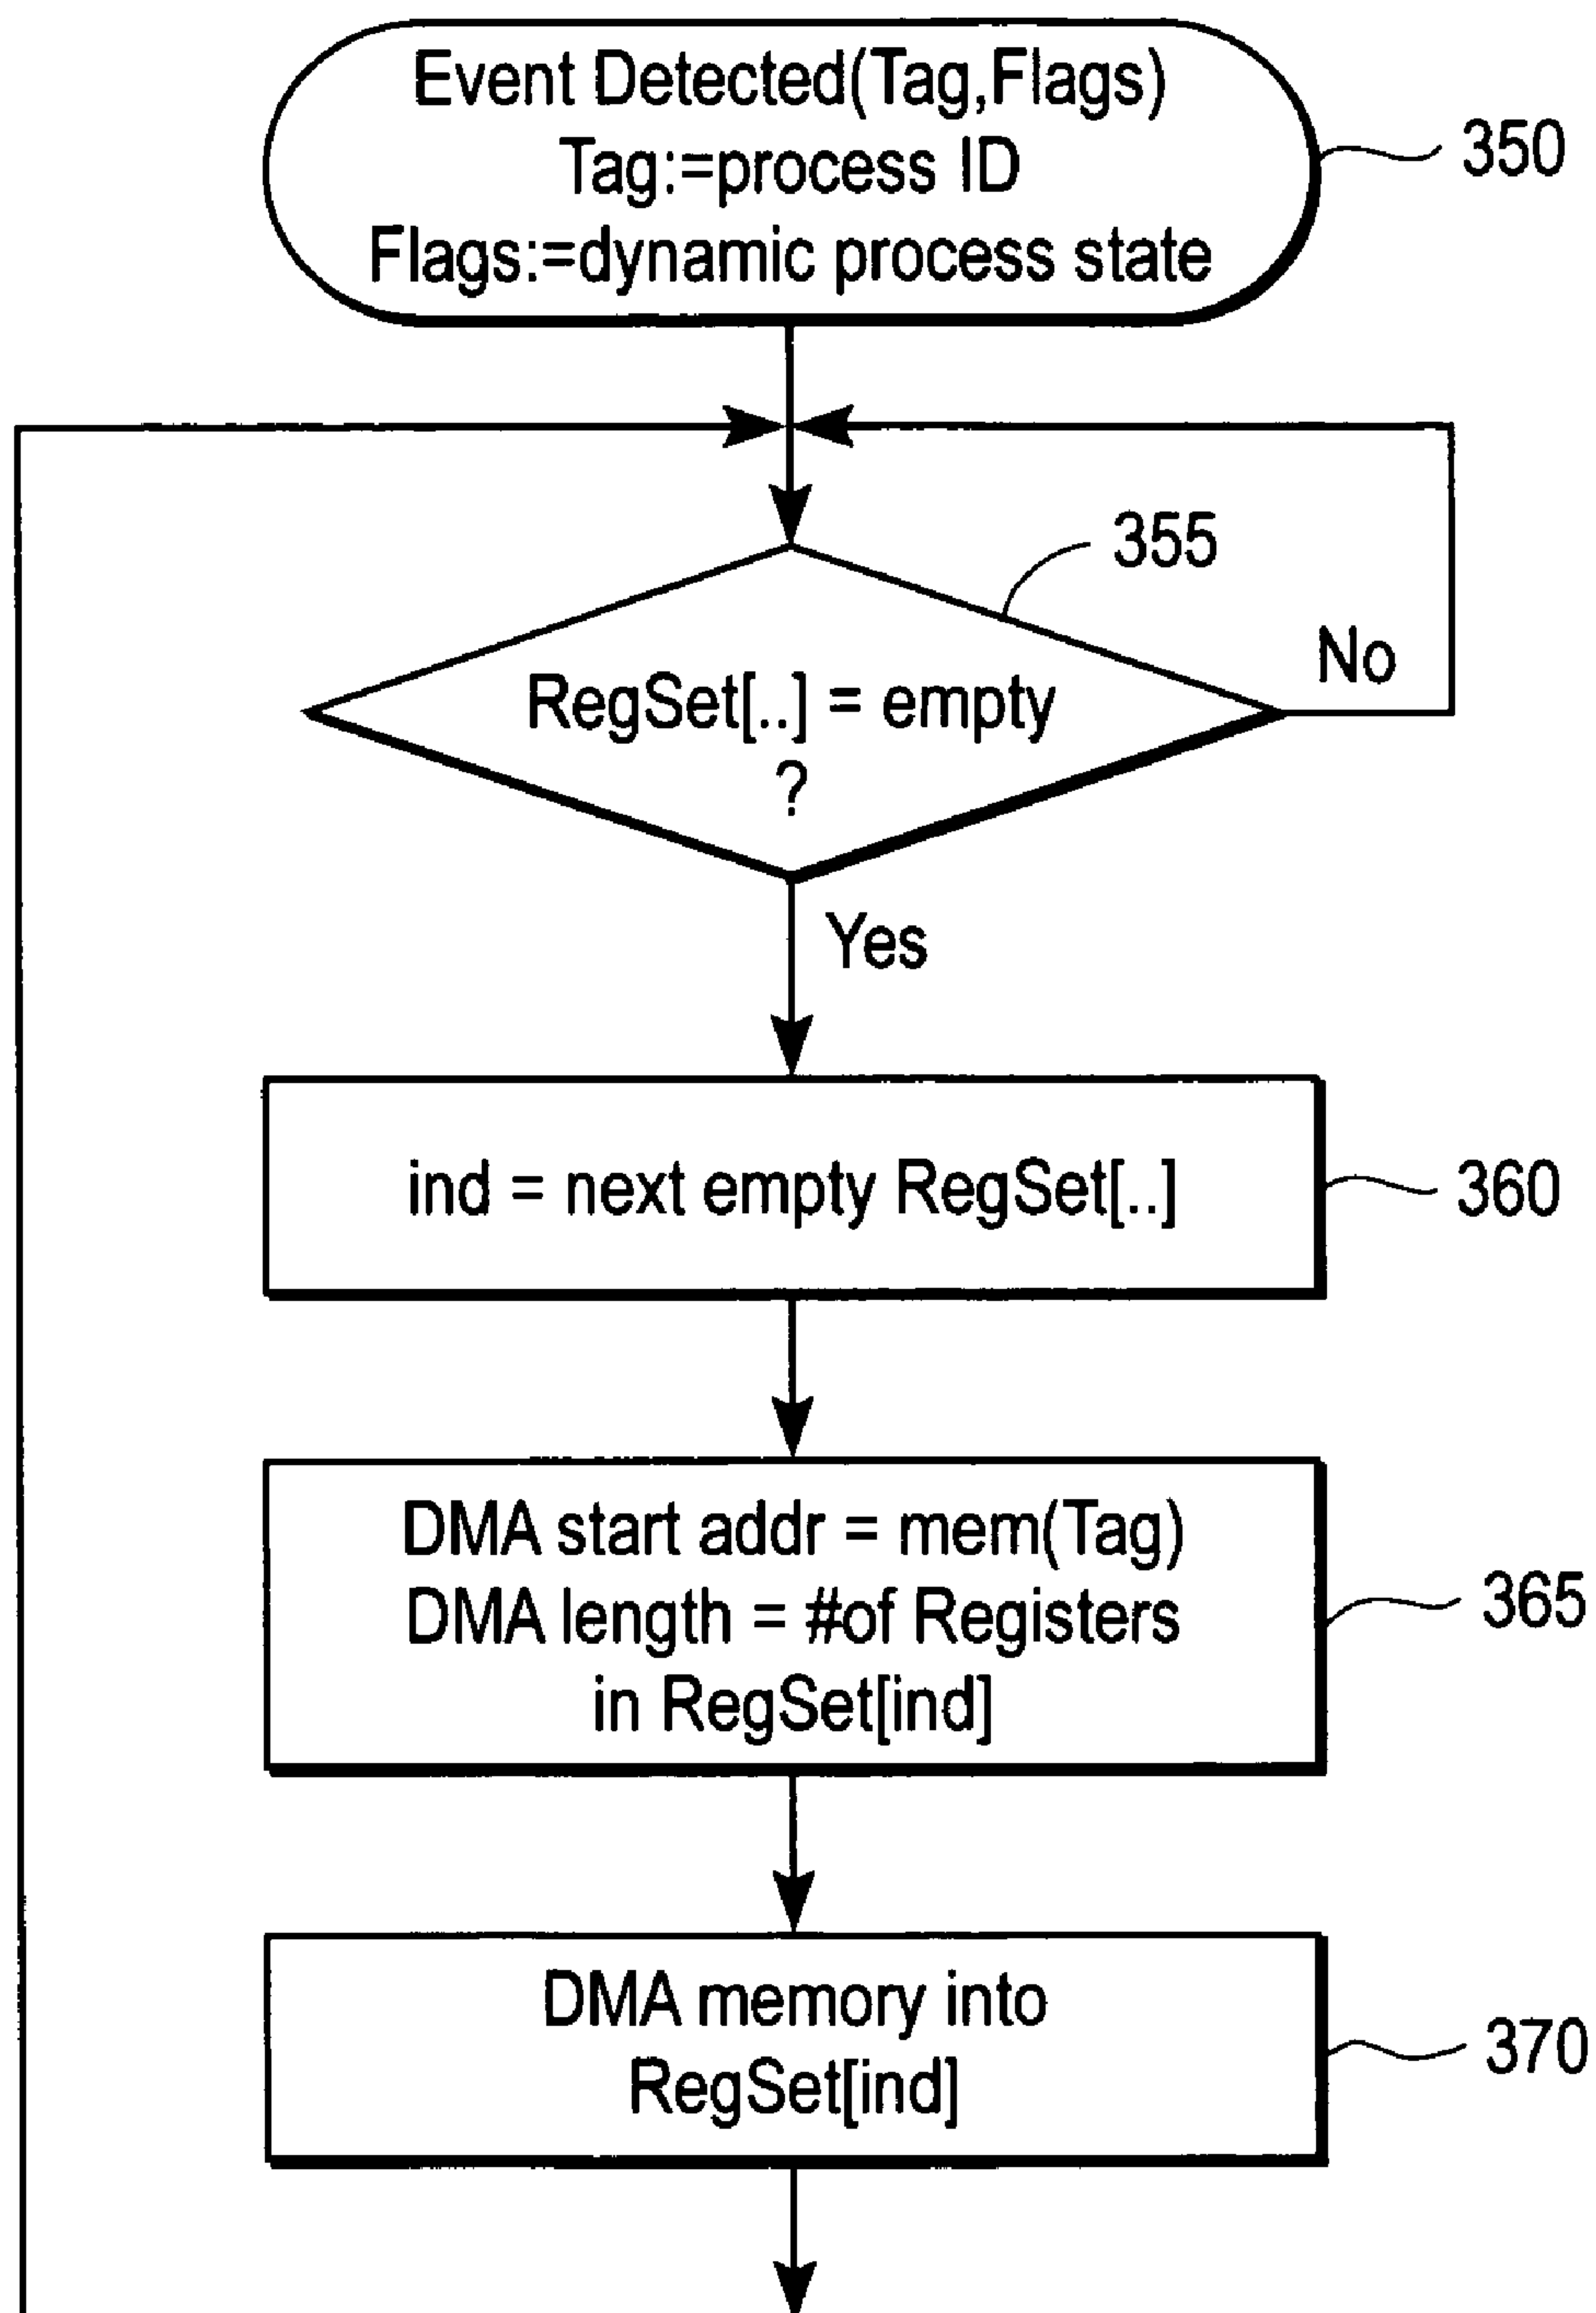 Event Detected(Tag,Flags)
Tag:=process ID
Flags:=dynamic process state
350
355
No
RegSet[..] = empty
?
Yes
ind = next empty RegSet[..]
360
DMA start addr = mem(Tag)
DMA length = #of Registers
in RegSet[ind]
365
DMA memory into
RegSet[ind]
370